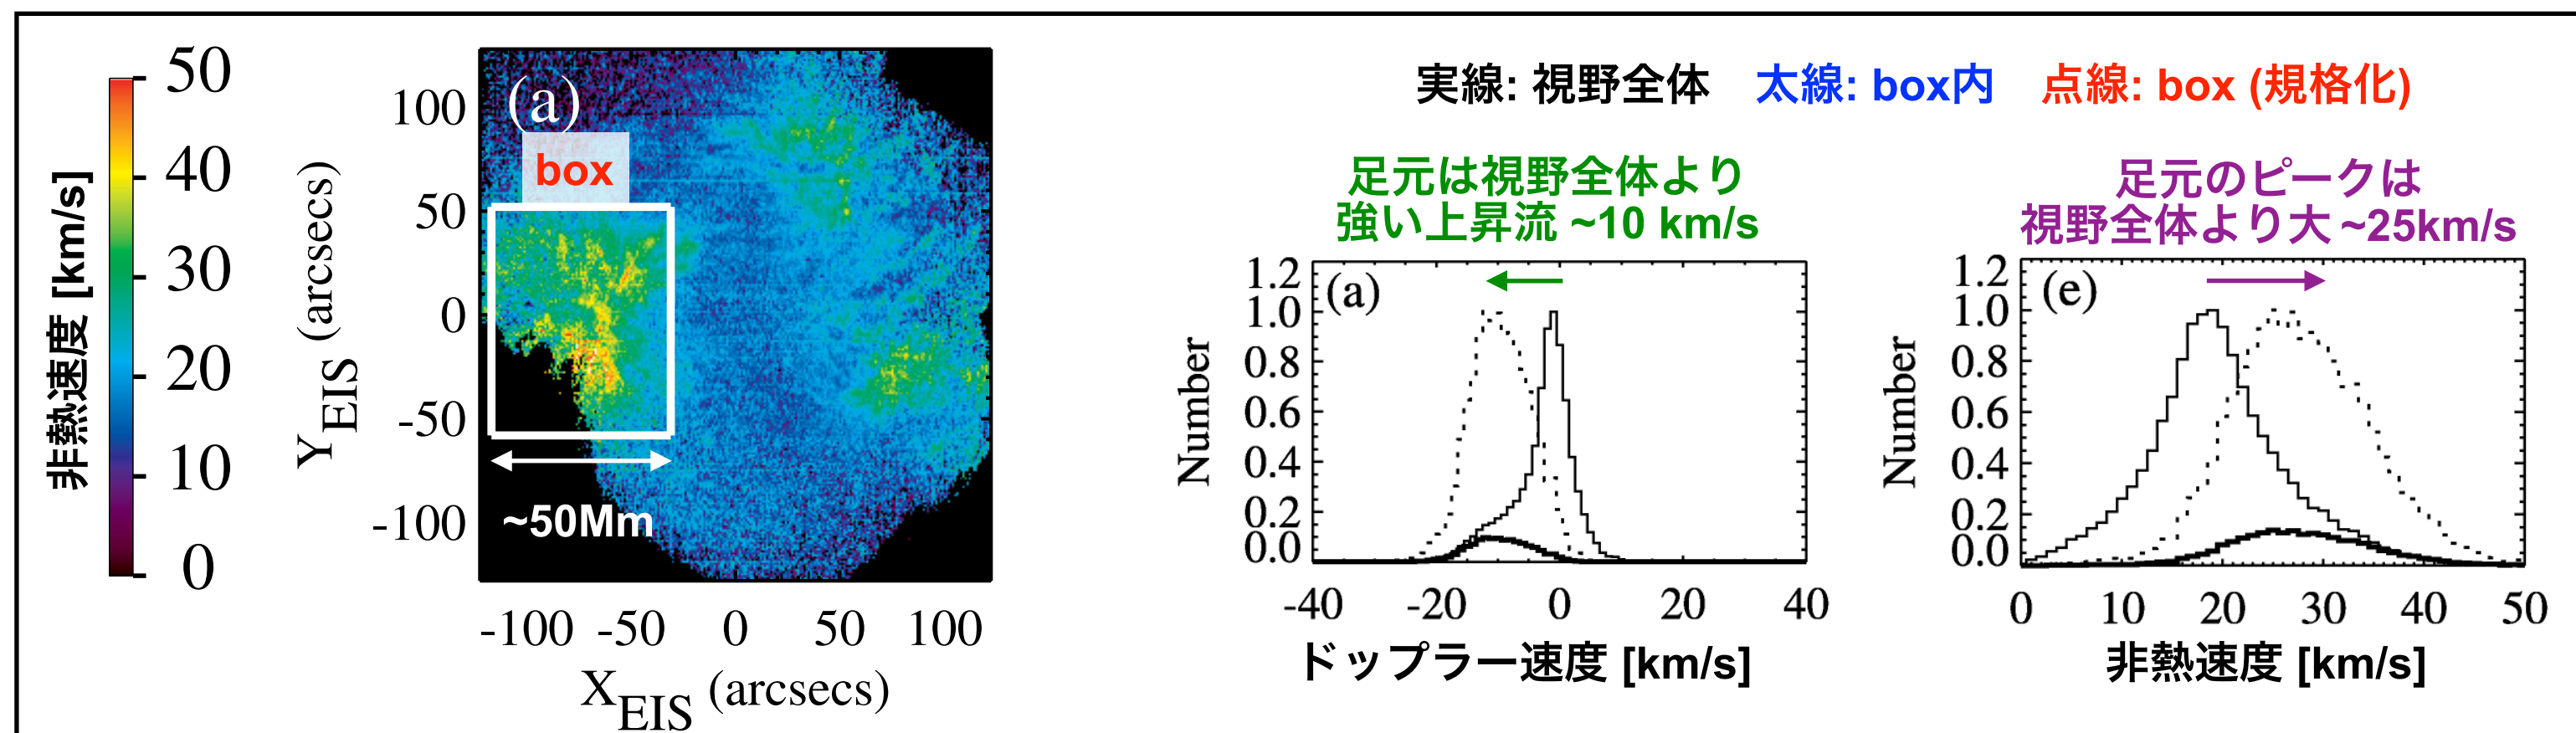 非熱速度 [km/s]
50
40
30
20
10
0
Y EIS (arcsecs)
100
50
0
-50
-100
(a)
box
~50Mm
-100 -50 0 50 100
X EIS (arcsecs)
実線: 視野全体 太線: box内 点線: box (規格化)
足元は視野全体より
強い上昇流 ~10 km/s
Number
1.2
1.0
0.8
0.6
0.4
0.2
0.0
(a)
-40 -20 0 20 40
ドップラー速度 [km/s]
足元のピークは
視野全体より大 ~25km/s
Number
1.2
1.0
0.8
0.6
0.4
0.2
0.0
(e)
0 10 20 30 40 50
非熱速度 [km/s]